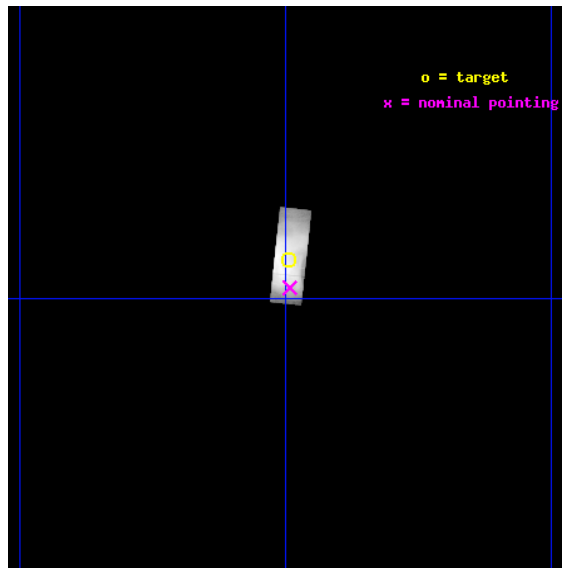 o = target
x = nominal pointing